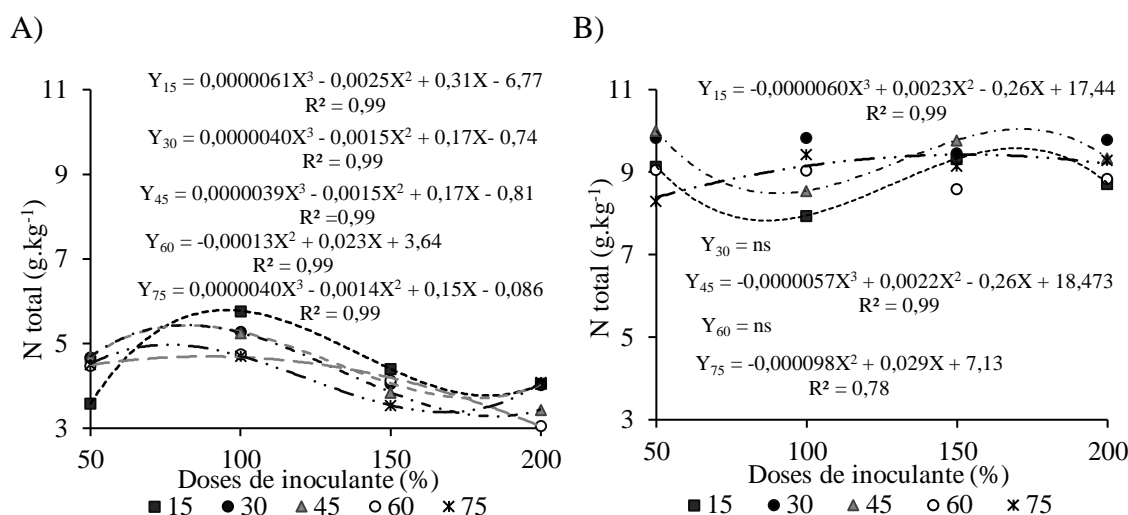 A)
Y15 = 0,0000061X³ - 0,0025X² + 0,31X - 6,77
R² = 0,99
Y30 = 0,0000040X³ - 0,0015X² + 0,17X- 0,74
R² = 0,99
Y45 = 0,0000039X³ - 0,0015X² + 0,17X - 0,81
R² =0,99
Y60 = -0,00013X² + 0,023X + 3,64
R² = 0,99
Y75 = 0,0000040X³ - 0,0014X² + 0,15X - 0,086
R² = 0,99
N total (g.kg⁻¹)
11
9
7
5
3
50 100 150 200
Doses de inoculante (%)
15 30 45 60 75
B)
Y15 = -0,0000060X³ + 0,0023X² - 0,26X + 17,44
R² = 0,99
Y30 = ns
Y45 = -0,0000057X³ + 0,0022X² - 0,26X + 18,473
R² = 0,99
Y60 = ns
Y75 = -0,000098X² + 0,029X + 7,13
R² = 0,78
N total (g.kg⁻¹)
11
9
7
5
3
50 100 150 200
Doses de inoculante (%)
15 30 45 60 75